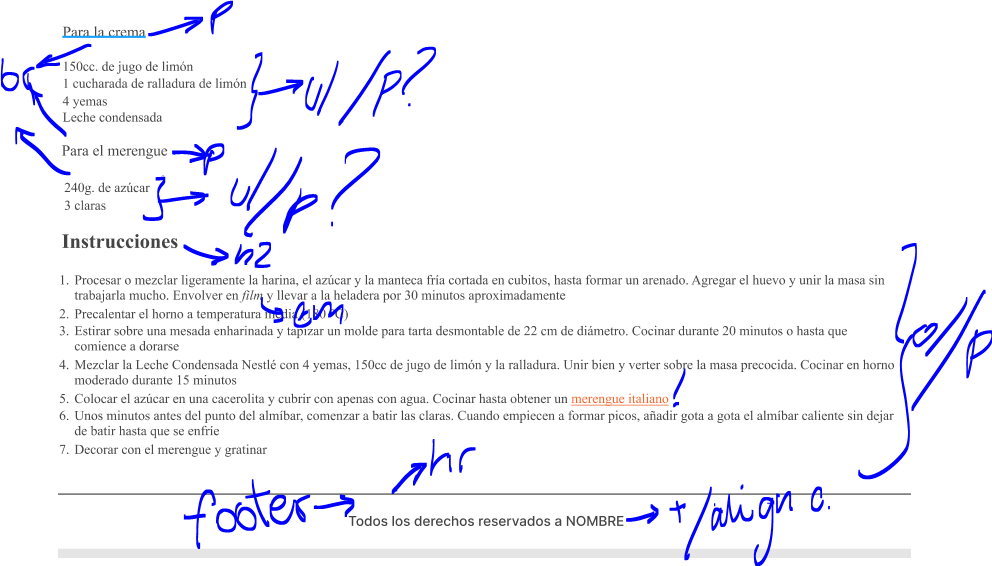 Para la crema p
br
150cc. de jugo de limón
1 cucharada de ralladura de limón
4 yemas
Leche condensada
ul/p?
Para el merengue p
240g. de azúcar
3 claras
ul/p?
Instrucciones h2
1. Procesar o mezclar ligeramente la harina, el azúcar y la manteca fría cortada en cubitos, hasta formar un arenado. Agregar el huevo y unir la masa sin
trabajarla mucho. Envolver en film y llevar a la heladera por 30 minutos aproximadamente
em
2. Precalentar el horno a temperatura media
3. Estirar sobre una mesada enharinada y tapizar un molde para tarta desmontable de 22 cm de diámetro. Cocinar durante 20 minutos o hasta que
comience a dorarse
4. Mezclar la Leche Condensada Nestlé con 4 yemas, 150cc de jugo de limón y la ralladura. Unir bien y verter sobre la masa precocida. Cocinar en horno
moderado durante 15 minutos
5. Colocar el azúcar en una cacerolita y cubrir con apenas con agua. Cocinar hasta obtener un merengue italiano !
6. Unos minutos antes del punto del almíbar, comenzar a batir las claras. Cuando empiecen a formar picos, añadir gota a gota el almíbar caliente sin dejar
de batir hasta que se enfríe
7. Decorar con el merengue y gratinar
hr
footer
Todos los derechos reservados a NOMBRE + /align c.